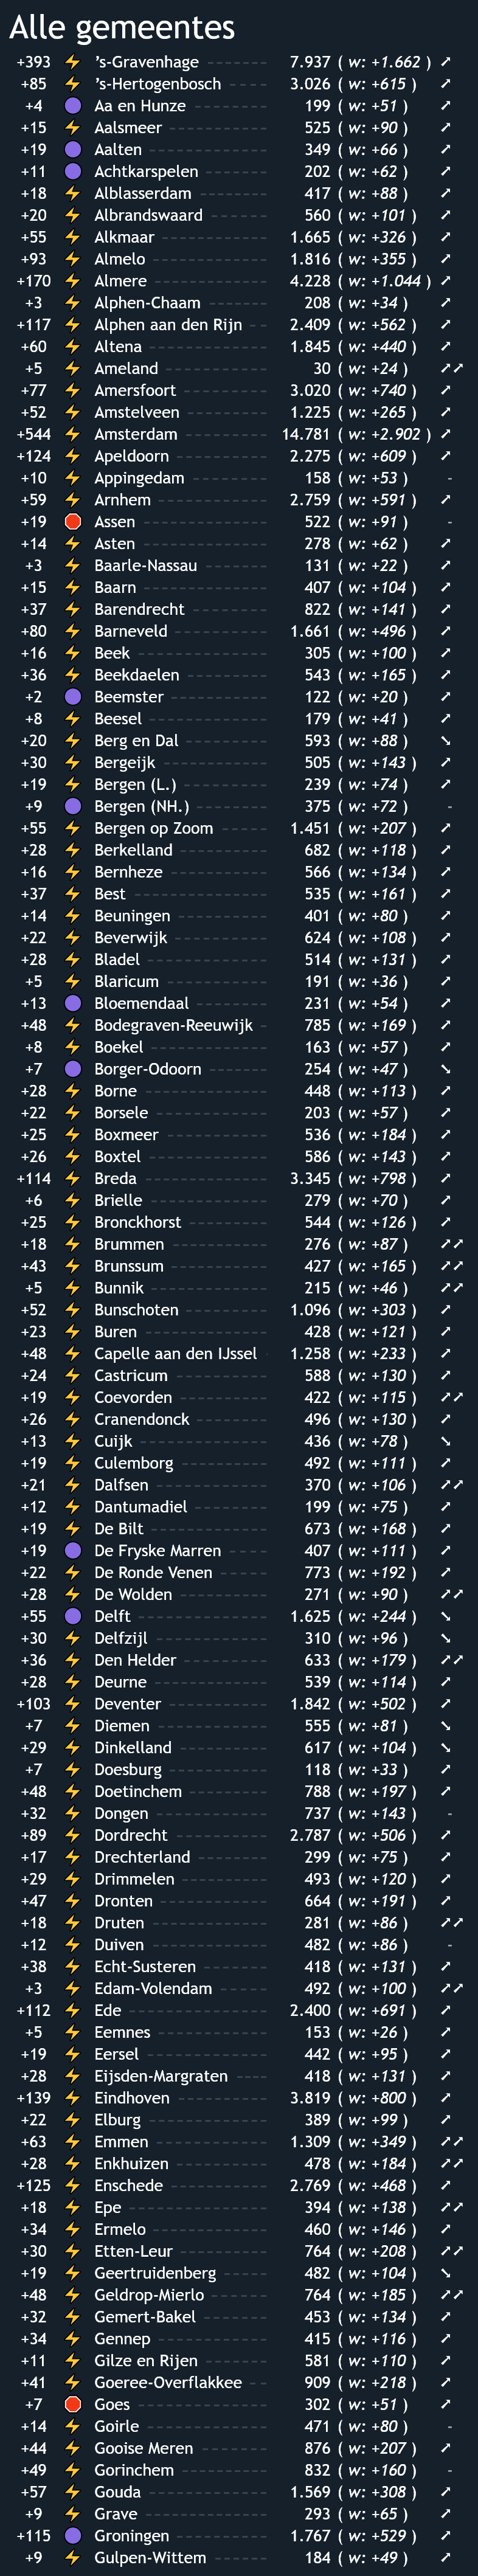 Alle gemeentes
+393 ’s-Gravenhage 7.937 ( w: +1.662 )
+85 ’s-Hertogenbosch 3.026 ( w: +615 )
+4 Aa en Hunze 199 ( w: +51 )
+15 Aalsmeer 525 ( w: +90 )
+19 Aalten 349 ( w: +66 )
+11 Achtkarspelen 202 ( w: +62 )
+18 Alblasserdam 417 ( w: +88 )
+20 Albrandswaard 560 ( w: +101 )
+55 Alkmaar 1.665 ( w: +326 )
+93 Almelo 1.816 ( w: +355 )
+170 Almere 4.228 ( w: +1.044 )
+3 Alphen-Chaam 208 ( w: +34 )
+117 Alphen aan den Rijn 2.409 ( w: +562 )
+60 Altena 1.845 ( w: +440 )
+5 Ameland 30 ( w: +24 )
+77 Amersfoort 3.020 ( w: +740 )
+52 Amstelveen 1.225 ( w: +265 )
+544 Amsterdam 14.781 ( w: +2.902 )
+124 Apeldoorn 2.275 ( w: +609 )
+10 Appingedam 158 ( w: +53 ) -
+59 Arnhem 2.759 ( w: +591 )
+19 Assen 522 ( w: +91 ) -
+14 Asten 278 ( w: +62 )
+3 Baarle-Nassau 131 ( w: +22 )
+15 Baarn 407 ( w: +104 )
+37 Barendrecht 822 ( w: +141 )
+80 Barneveld 1.661 ( w: +496 )
+16 Beek 305 ( w: +100 )
+36 Beekdaelen 543 ( w: +165 )
+2 Beemster 122 ( w: +20 )
+8 Beesel 179 ( w: +41 )
+20 Berg en Dal 593 ( w: +88 )
+30 Bergeijk 505 ( w: +143 )
+19 Bergen (L.) 239 ( w: +74 )
+9 Bergen (NH.) 375 ( w: +72 ) -
+55 Bergen op Zoom 1.451 ( w: +207 )
+28 Berkelland 682 ( w: +118 )
+16 Bernheze 566 ( w: +134 )
+37 Best 535 ( w: +161 )
+14 Beuningen 401 ( w: +80 )
+22 Beverwijk 624 ( w: +108 )
+28 Bladel 514 ( w: +131 )
+5 Blaricum 191 ( w: +36 )
+13 Bloemendaal 231 ( w: +54 )
+48 Bodegraven-Reeuwijk 785 ( w: +169 )
+8 Boekel 163 ( w: +57 )
+7 Borger-Odoorn 254 ( w: +47 )
+28 Borne 448 ( w: +113 )
+22 Borsele 203 ( w: +57 )
+25 Boxmeer 536 ( w: +184 )
+26 Boxtel 586 ( w: +143 )
+114 Breda 3.345 ( w: +798 )
+6 Brielle 279 ( w: +70 )
+25 Bronckhorst 544 ( w: +126 )
+18 Brummen 276 ( w: +87 )
+43 Brunssum 427 ( w: +165 )
+5 Bunnik 215 ( w: +46 )
+52 Bunschoten 1.096 ( w: +303 )
+23 Buren 428 ( w: +121 )
+48 Capelle aan den IJssel 1.258 ( w: +233 )
+24 Castricum 588 ( w: +130 )
+19 Coevorden 422 ( w: +115 )
+26 Cranendonck 496 ( w: +130 )
+13 Cuijk 436 ( w: +78 )
+19 Culemborg 492 ( w: +111 )
+21 Dalfsen 370 ( w: +106 )
+12 Dantumadiel 199 ( w: +75 )
+19 De Bilt 673 ( w: +168 )
+19 De Fryske Marren 407 ( w: +111 )
+22 De Ronde Venen 773 ( w: +192 )
+28 De Wolden 271 ( w: +90 )
+55 Delft 1.625 ( w: +244 )
+30 Delfzijl 310 ( w: +96 )
+36 Den Helder 633 ( w: +179 )
+28 Deurne 539 ( w: +114 )
+103 Deventer 1.842 ( w: +502 )
+7 Diemen 555 ( w: +81 )
+29 Dinkelland 617 ( w: +104 )
+7 Doesburg 118 ( w: +33 )
+48 Doetinchem 788 ( w: +197 )
+32 Dongen 737 ( w: +143 ) -
+89 Dordrecht 2.787 ( w: +506 )
+17 Drechterland 299 ( w: +75 )
+29 Drimmelen 493 ( w: +120 )
+47 Dronten 664 ( w: +191 )
+18 Druten 281 ( w: +86 )
+12 Duiven 482 ( w: +86 ) -
+38 Echt-Susteren 418 ( w: +131 )
+3 Edam-Volendam 492 ( w: +100 )
+112 Ede 2.400 ( w: +691 )
+5 Eemnes 153 ( w: +26 )
+19 Eersel 442 ( w: +95 )
+28 Eijsden-Margraten 418 ( w: +131 )
+139 Eindhoven 3.819 ( w: +800 )
+22 Elburg 389 ( w: +99 )
+63 Emmen 1.309 ( w: +349 )
+28 Enkhuizen 478 ( w: +184 )
+125 Enschede 2.769 ( w: +468 )
+18 Epe 394 ( w: +138 )
+34 Ermelo 460 ( w: +146 )
+30 Etten-Leur 764 ( w: +208 )
+19 Geertruidenberg 482 ( w: +104 )
+48 Geldrop-Mierlo 764 ( w: +185 )
+32 Gemert-Bakel 453 ( w: +134 )
+34 Gennep 415 ( w: +116 )
+11 Gilze en Rijen 581 ( w: +110 )
+41 Goeree-Overflakkee 909 ( w: +218 )
+7 Goes 302 ( w: +51 )
+14 Goirle 471 ( w: +80 ) -
+44 Gooise Meren 876 ( w: +207 )
+49 Gorinchem 832 ( w: +160 ) -
+57 Gouda 1.569 ( w: +308 )
+9 Grave 293 ( w: +65 )
+115 Groningen 1.767 ( w: +529 )
+9 Gulpen-Wittem 184 ( w: +49 )